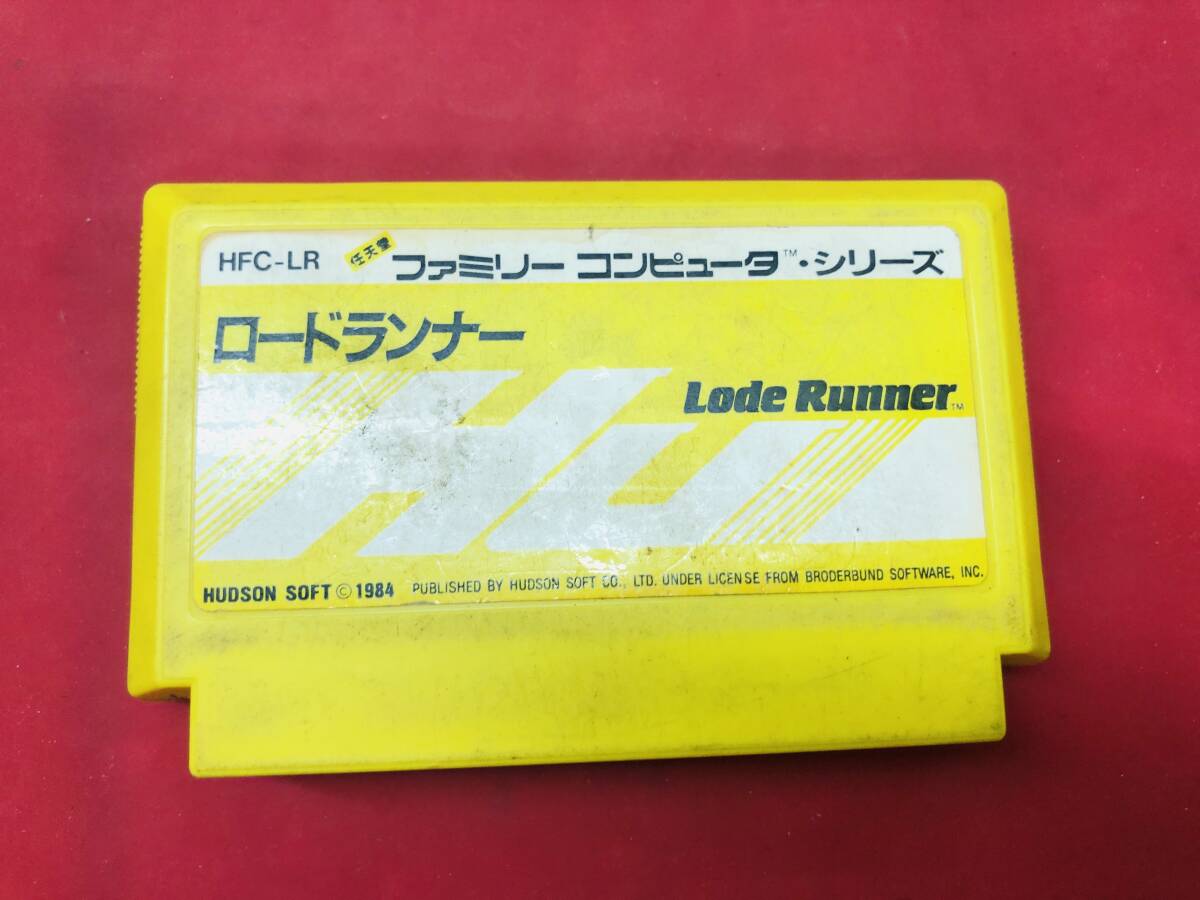 HFC-LR 任天堂 ファミリー コンピュータ™・シリーズ
ロードランナー
Lode Runner™
Hu
HUDSON SOFT © 1984 PUBLISHED BY HUDSON SOFT CO., LTD. UNDER LICENSE FROM BRODERBUND SOFTWARE, INC.